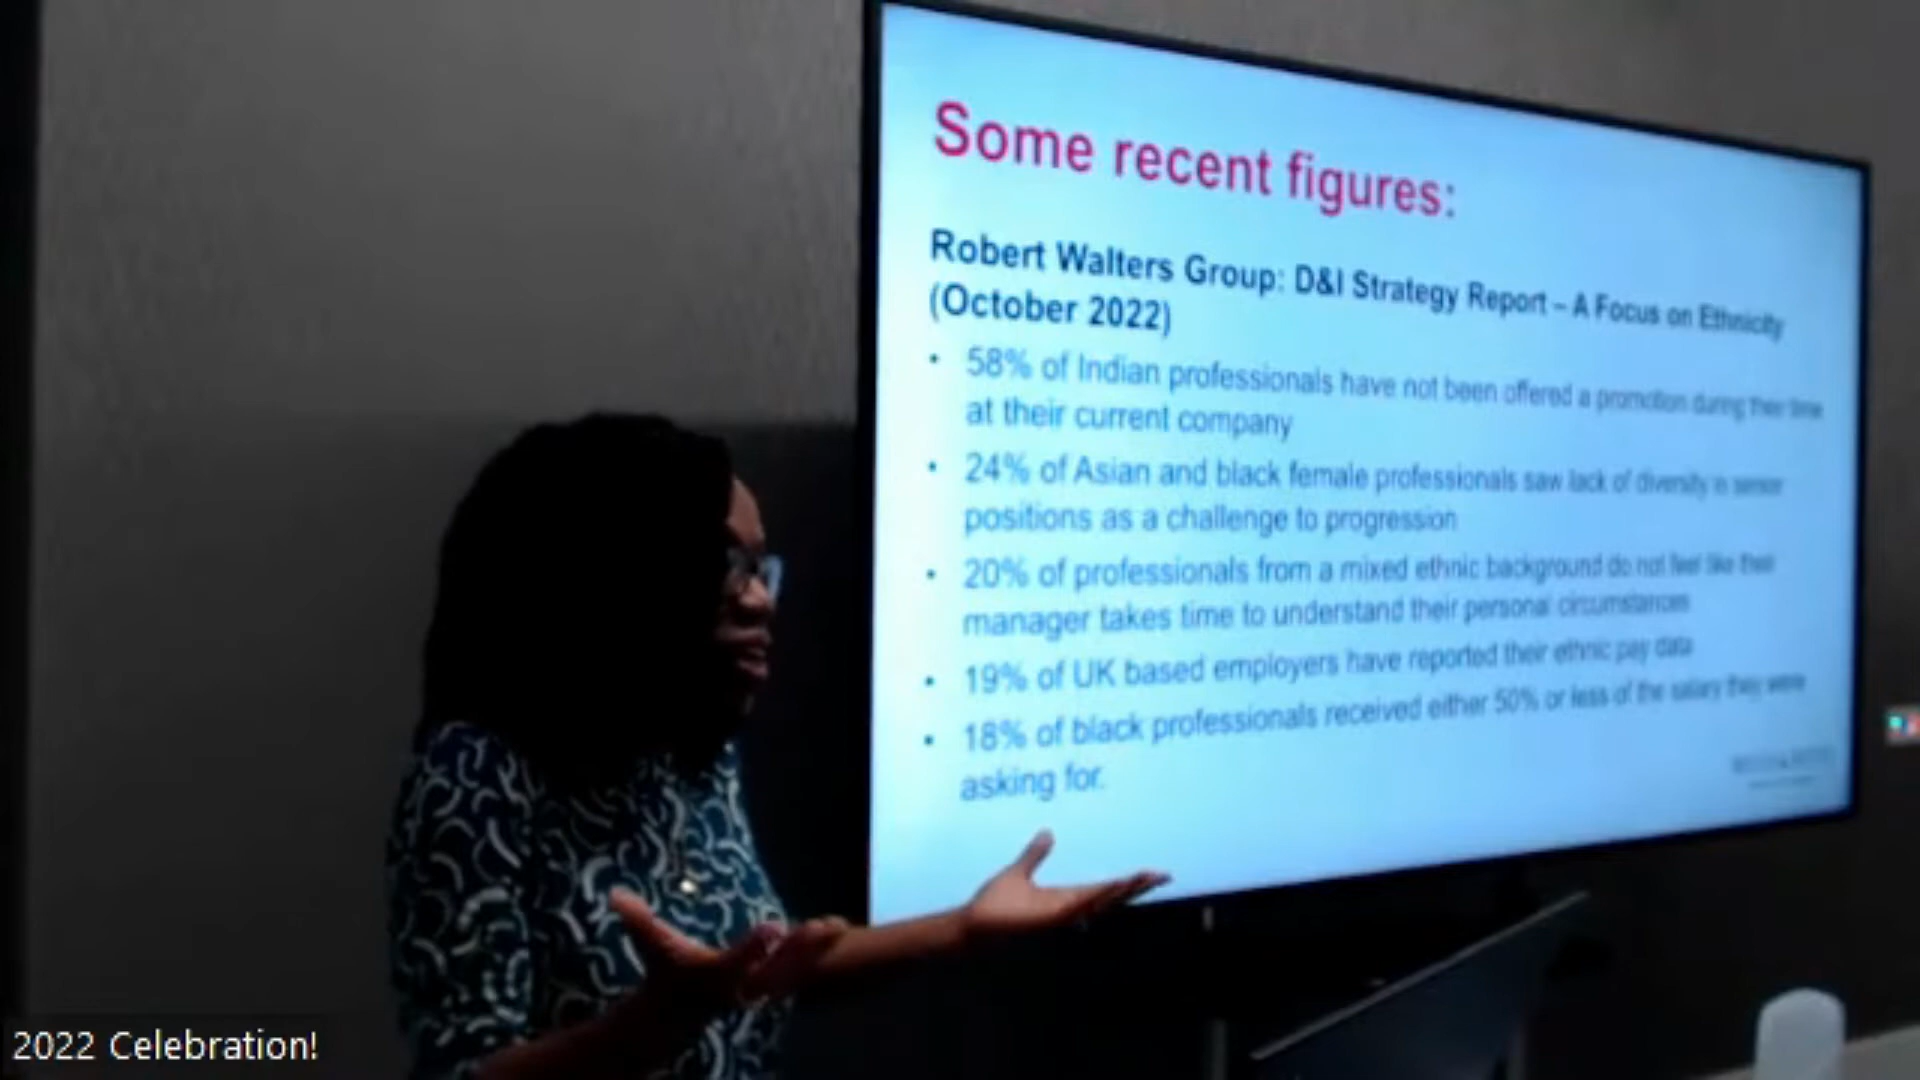 Some recent figures:
Robert Walters Group: D&I Strategy Report – A Focus on Ethnicity
(October 2022)
• 58% of Indian professionals have not been offered a promotion during their time
at their current company
• 24% of Asian and black female professionals saw lack of diversity in senior
positions as a challenge to progression
• 20% of professionals from a mixed ethnic background do not feel like their
manager takes time to understand their personal circumstances
• 19% of UK based employers have reported their ethnic pay data
• 18% of black professionals received either 50% or less of the salary they were
asking for.
2022 Celebration!